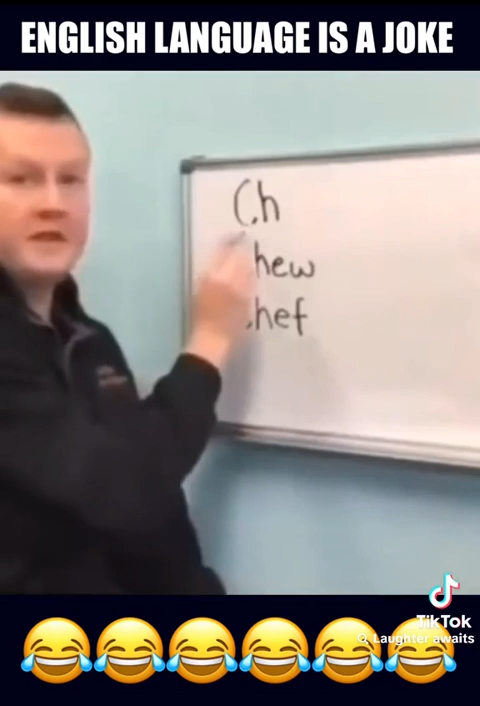 ENGLISH LANGUAGE IS A JOKE
Ch
hew
hef
TikTok
Laughter awaits